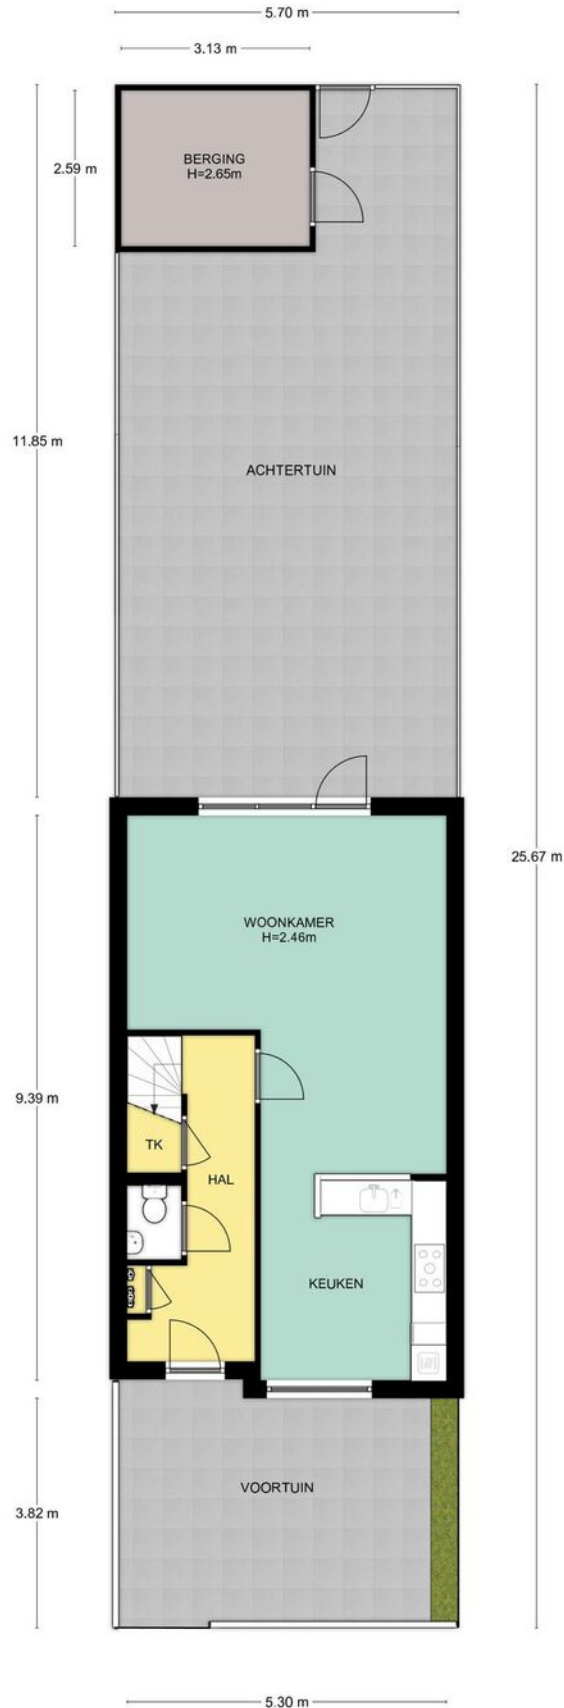 5.70 m
3.13 m
2.59 m
BERGING
H=2.65m
11.85 m
ACHTERTUIN
25.67 m
WOONKAMER
H=2.46m
9.39 m
TK
HAL
KEUKEN
VOORTUIN
3.82 m
5.30 m